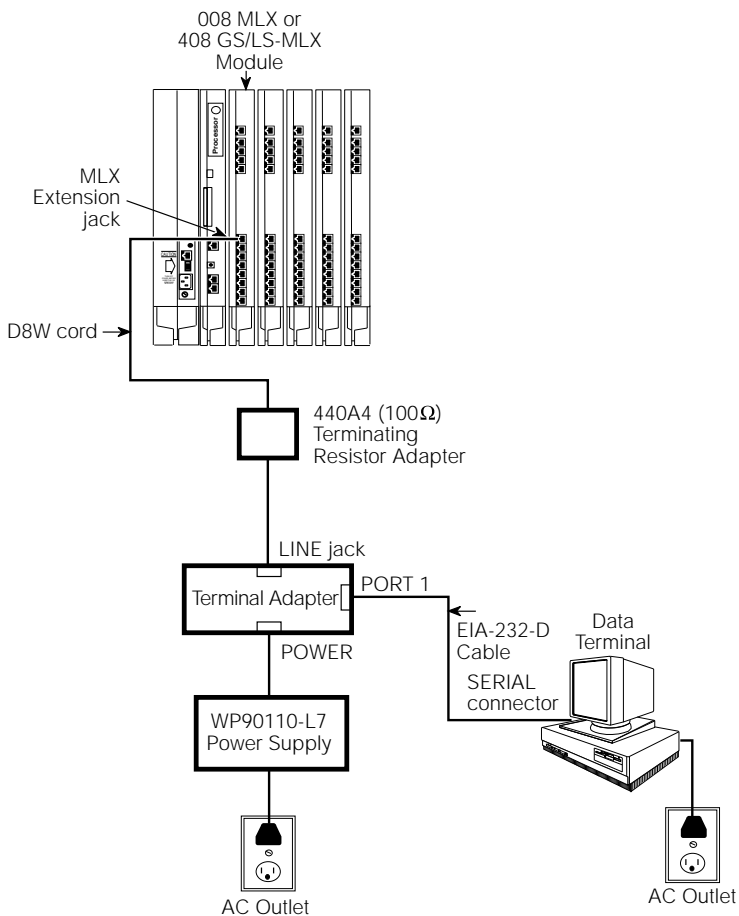 008 MLX or
408 GS/LS-MLX
Module
Processor
MLX
Extension
jack
D8W cord
440A4 (100Ω)
Terminating
Resistor Adapter
LINE jack
Terminal Adapter
PORT 1
EIA-232-D
Cable
Data
Terminal
POWER
SERIAL
connector
WP90110-L7
Power Supply
AC Outlet
AC Outlet